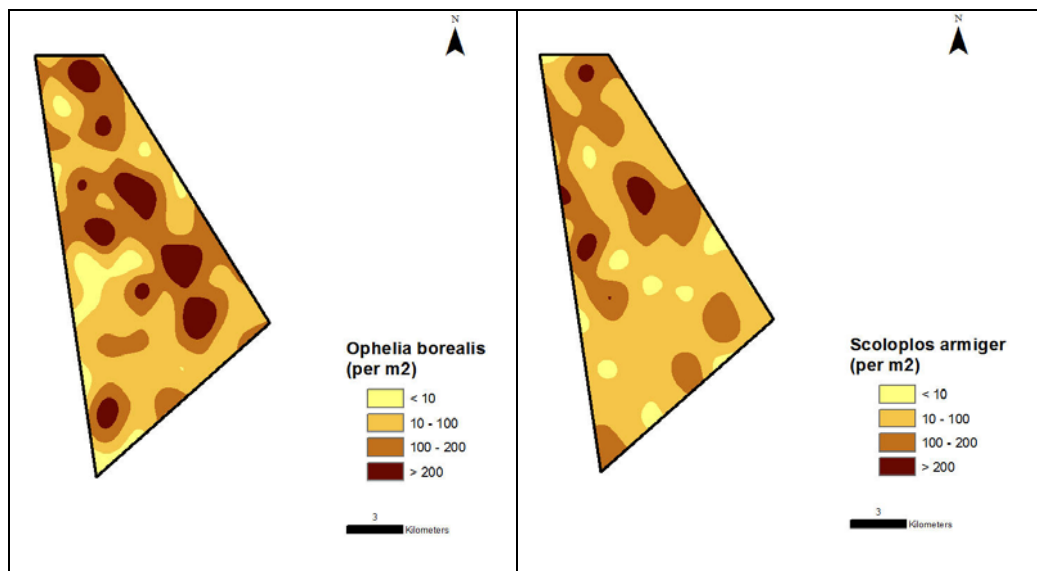 N
Ophelia borealis
(per m2)
< 10
10 - 100
100 - 200
> 200
3
Kilometers
N
Scoloplos armiger
(per m2)
< 10
10 - 100
100 - 200
> 200
3
Kilometers